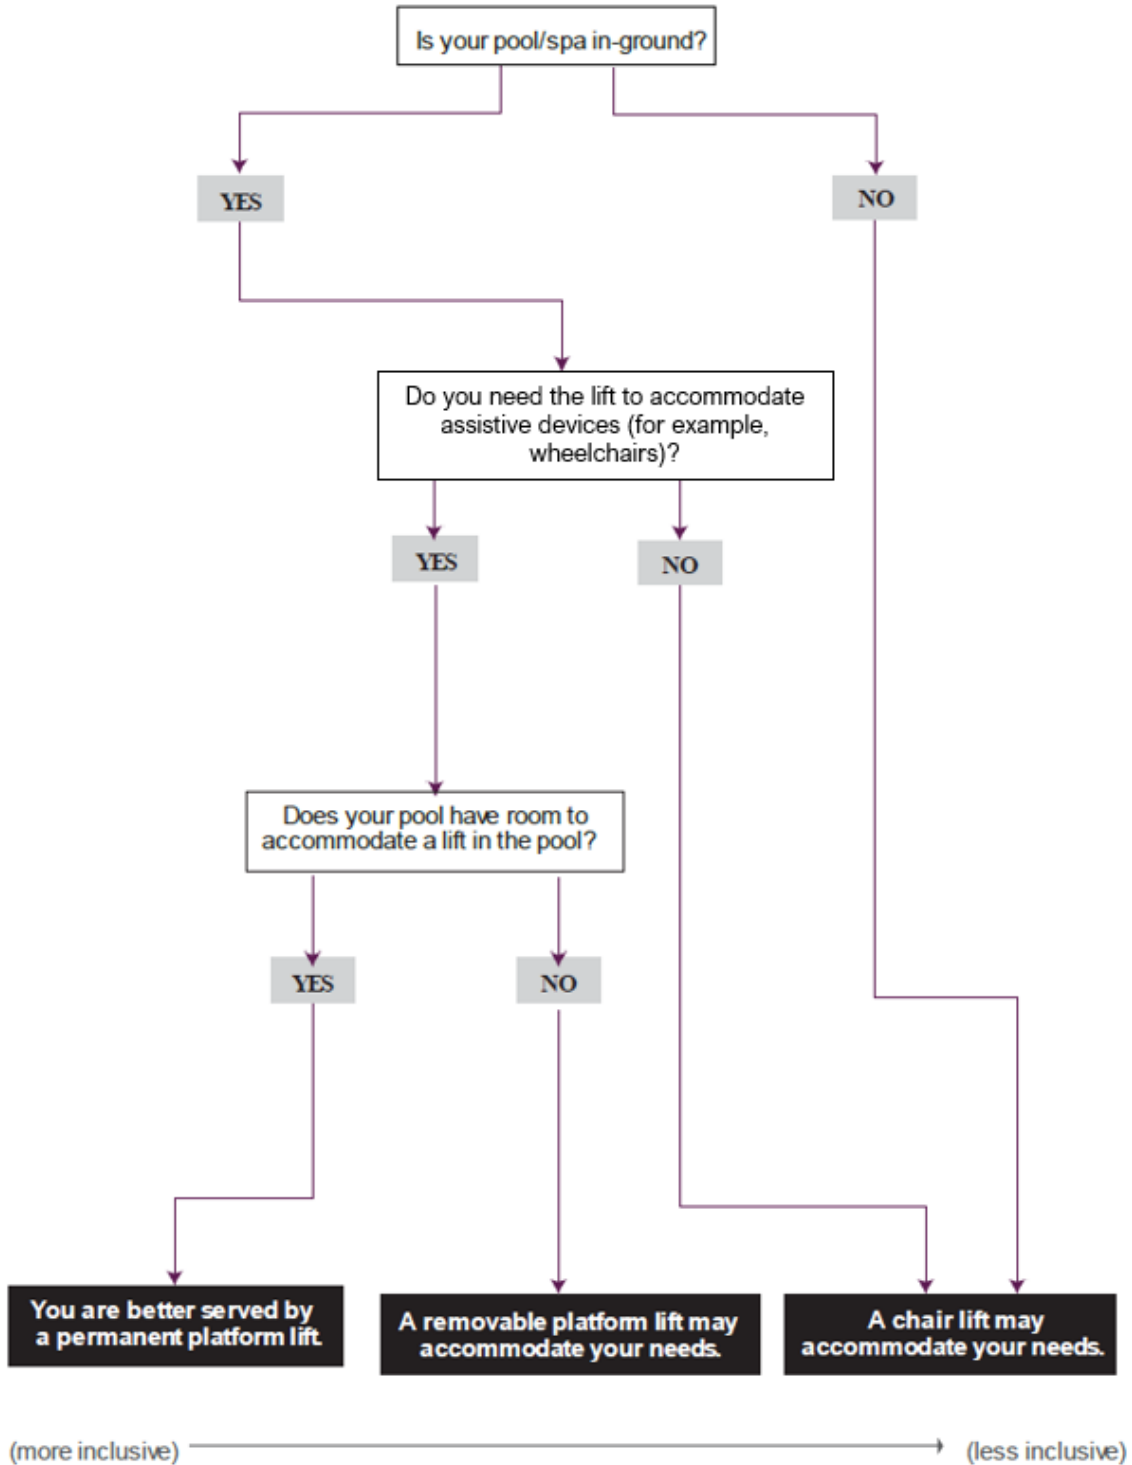 Is your pool/spa in-ground?
YES
NO
Do you need the lift to accommodate
assistive devices (for example,
wheelchairs)?
YES
NO
Does your pool have room to
accommodate a lift in the pool?
YES
NO
You are better served by
a permanent platform lift.
A removable platform lift may
accommodate your needs.
A chair lift may
accommodate your needs.
(more inclusive)
(less inclusive)